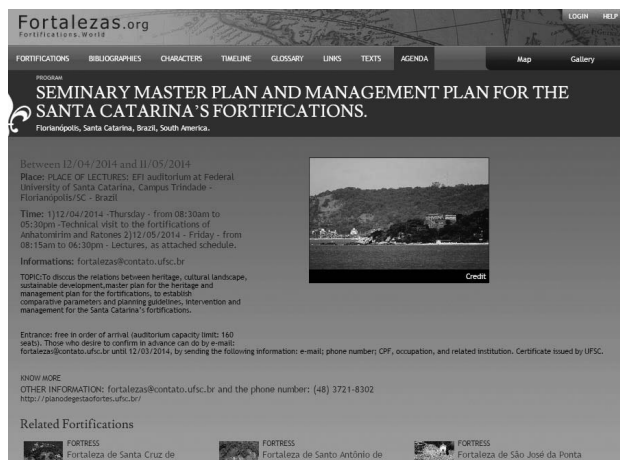 Fortalezas.org
Fortifications.World
LOGIN HELP
FORTIFICATIONS BIBLIOGRAPHIES CHARACTERS TIMELINE GLOSSARY LINKS TEXTS AGENDA Map Gallery
PROGRAM
SEMINARY MASTER PLAN AND MANAGEMENT PLAN FOR THE
SANTA CATARINA'S FORTIFICATIONS.
Florianópolis, Santa Catarina, Brazil, South America.
Between 12/04/2014 and 11/05/2014
Place: PLACE OF LECTURES: EFI auditorium at Federal
University of Santa Catarina, Campus Trindade -
Florianópolis/SC - Brazil
Time: 1)12/04/2014 -Thursday - from 08:30am to
05:30pm -Technical visit to the fortifications of
Anhatomirim and Ratones 2)12/05/2014 - Friday - from
08:15am to 06:30pm - Lectures, as attached schedule.
Informations: fortalezas@contato.ufsc.br
Credit
TOPIC:To disccus the relations between heritage, cultural landscape,
sustainable development,master plan for the heritage and
management plan for the fortifications, to establish
comparative parameters and planning guidelines, intervention and
management for the Santa Catarina's fortifications.
Entrance: free in order of arrival (auditorium capacity limit: 160
seats). Those who desire to confirm in advance can do by e-mail:
fortalezas@contato.ufsc.br until 12/03/2014, by sending the following information: e-mail; phone number; CPF, occupation, and related institution. Certificate issued by UFSC.
KNOW MORE
OTHER INFORMATION: fortalezas@contato.ufsc.br and the phone number: (48) 3721-8302
http://planodegestaofortes.ufsc.br/
Related Fortifications
FORTRESS
Fortaleza de Santa Cruz de
FORTRESS
Fortaleza de Santo Antônio de
FORTRESS
Fortaleza de São José da Ponta